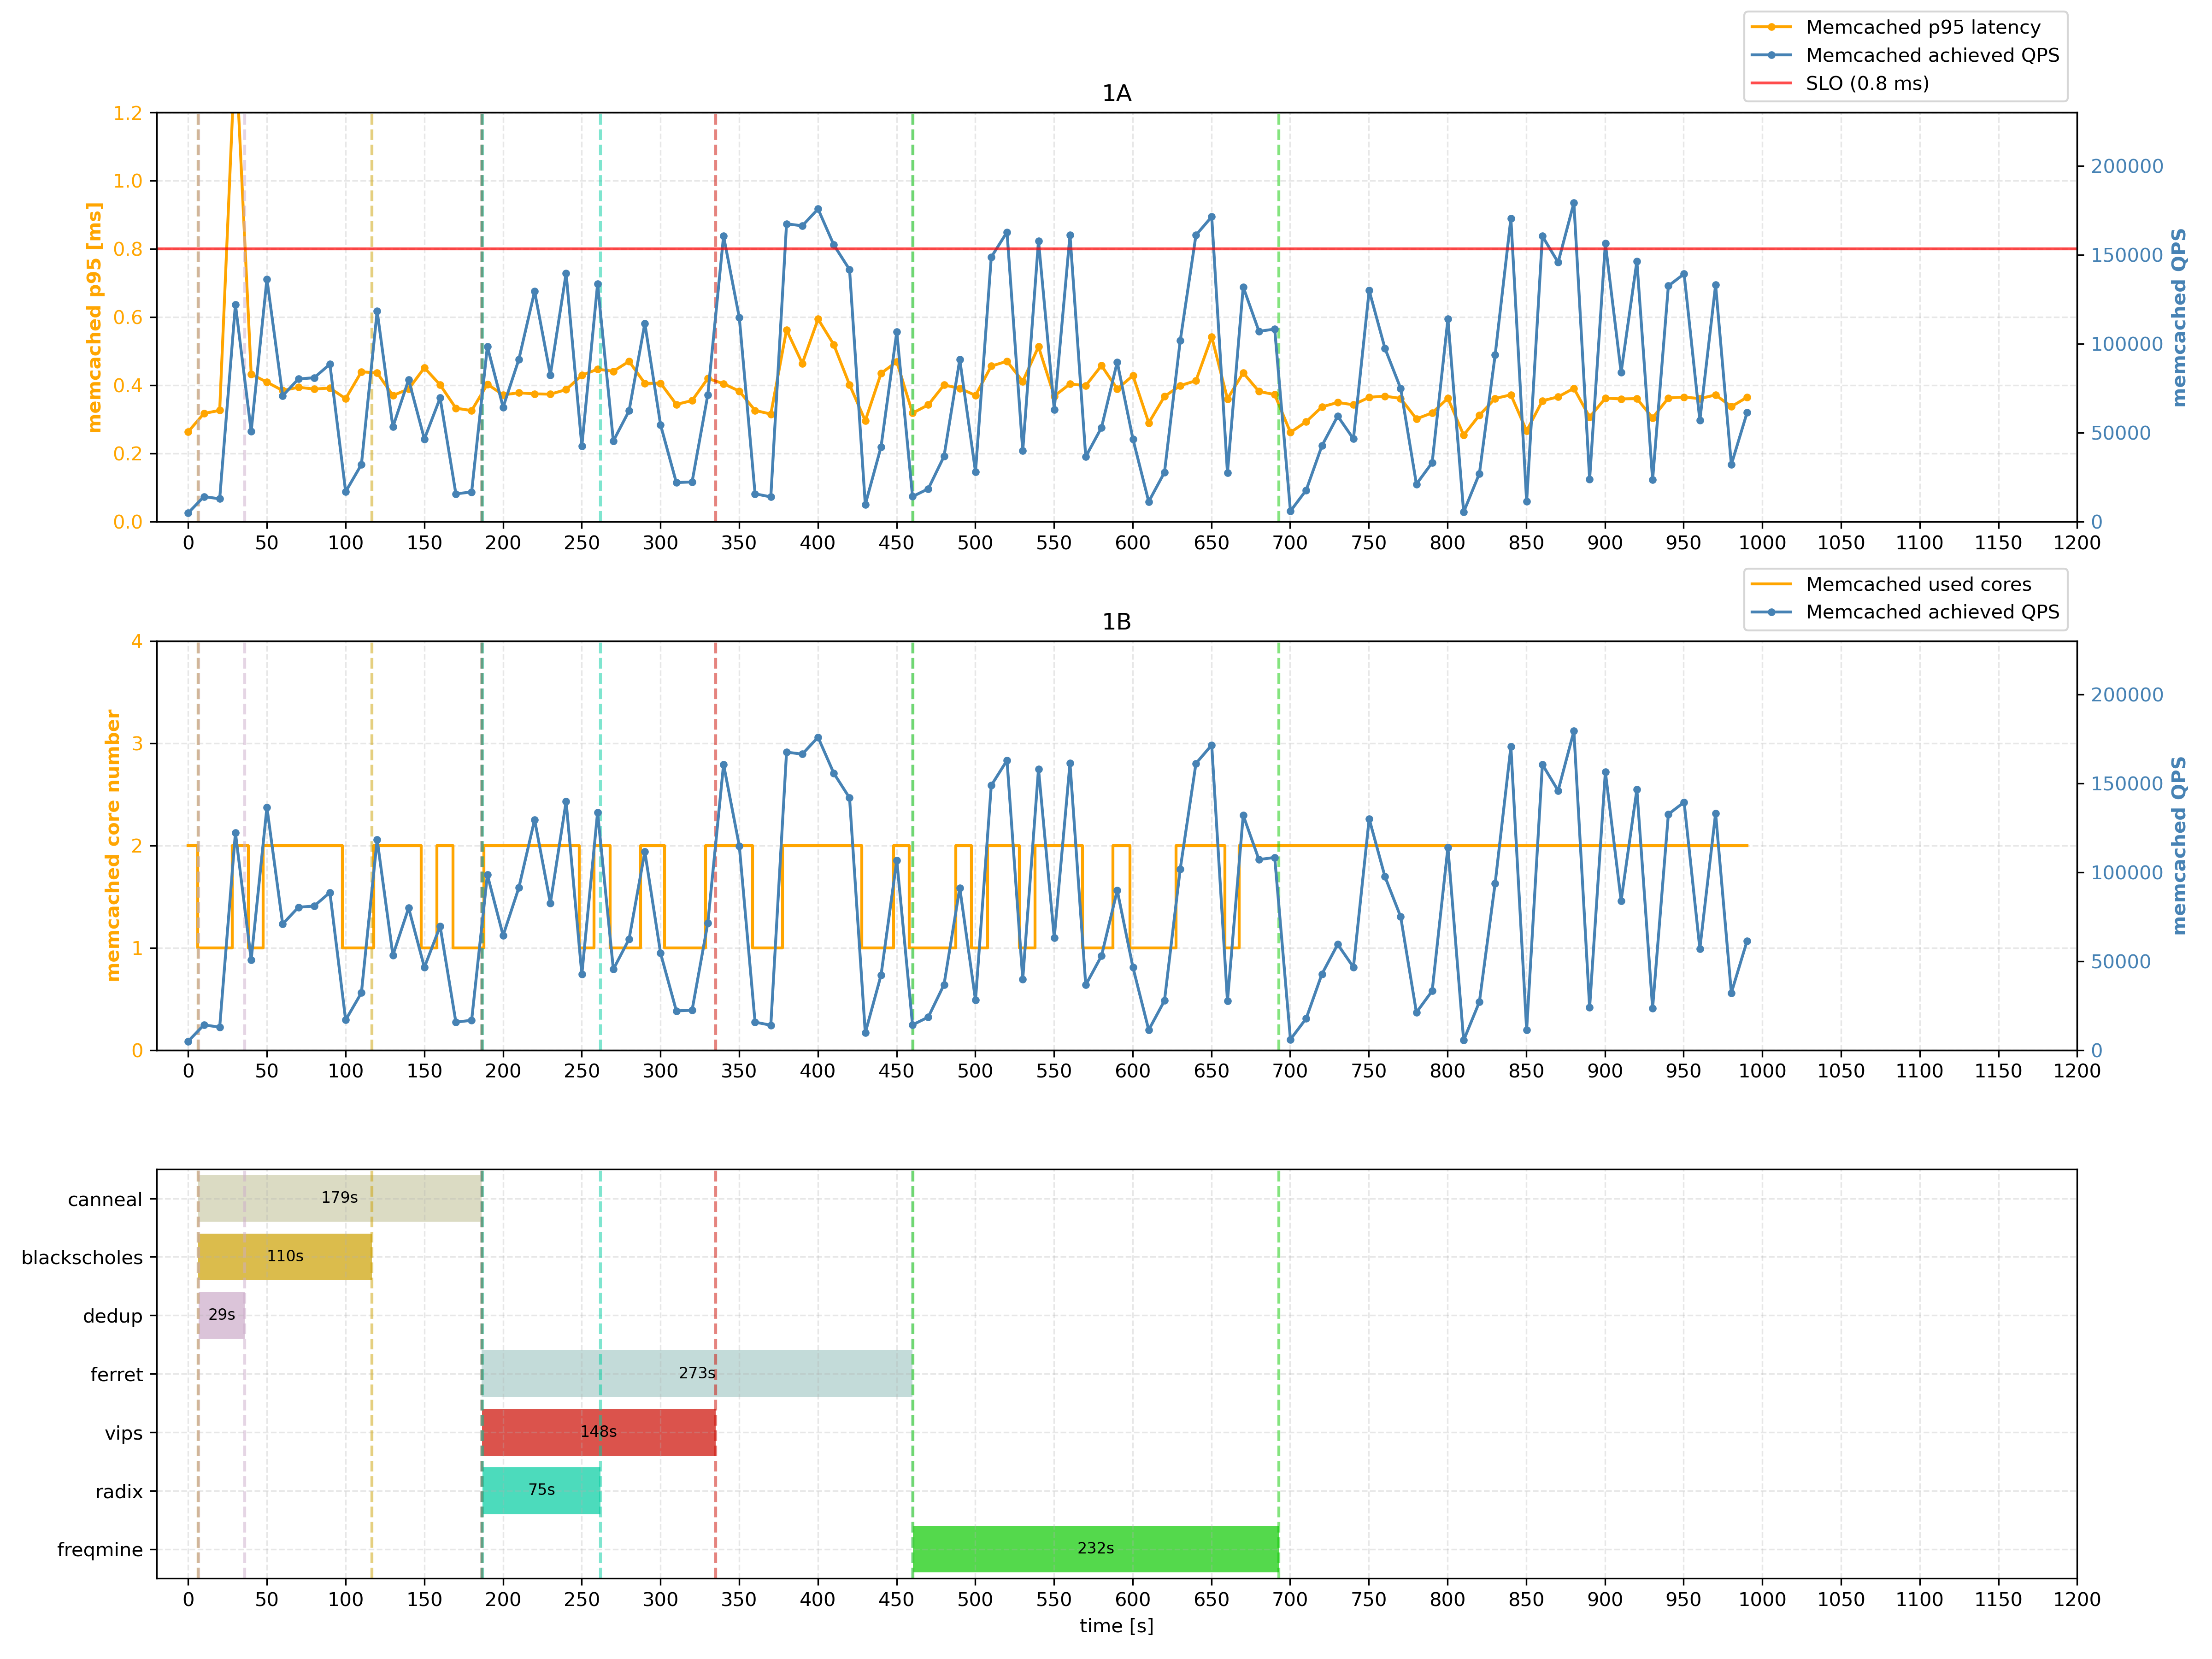 Memcached p95 latency
Memcached achieved QPS
SLO (0.8 ms)
1A
1.2
1.0
0.8
0.6
0.4
0.2
0.0
memcached p95 [ms]
200000
150000
100000
50000
0
memcached QPS
0 50 100 150 200 250 300 350 400 450 500 550 600 650 700 750 800 850 900 950 1000 1050 1100 1150 1200
Memcached used cores
Memcached achieved QPS
1B
4
3
2
1
0
memcached core number
200000
150000
100000
50000
0
memcached QPS
0 50 100 150 200 250 300 350 400 450 500 550 600 650 700 750 800 850 900 950 1000 1050 1100 1150 1200
canneal 179s
blackscholes 110s
dedup 29s
ferret 273s
vips 148s
radix 75s
freqmine 232s
0 50 100 150 200 250 300 350 400 450 500 550 600 650 700 750 800 850 900 950 1000 1050 1100 1150 1200
time [s]